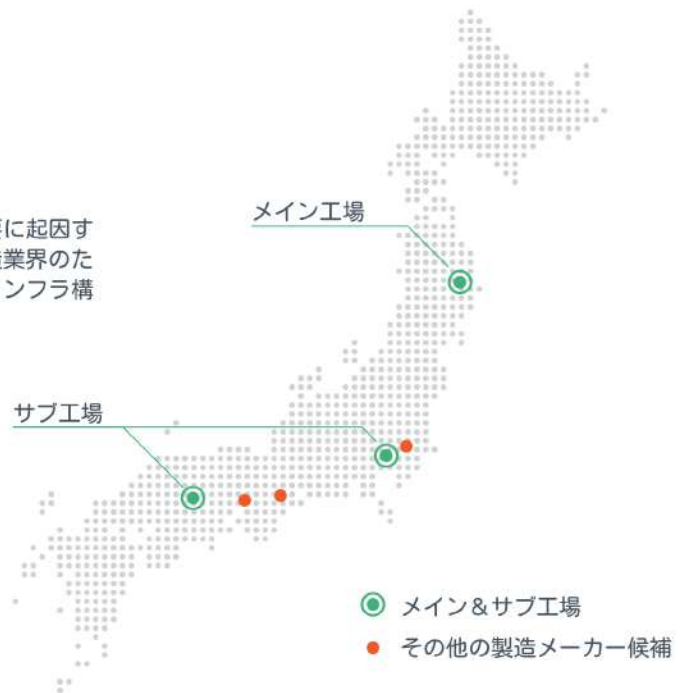 メイン工場
に起因す
業界のた
ンフラ構
サブ工場
メイン＆サブ工場
その他の製造メーカー候補